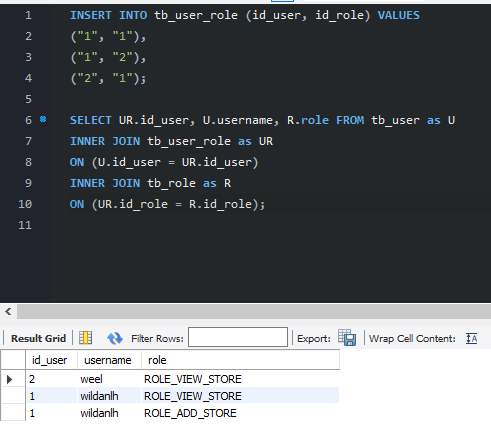 1 INSERT INTO tb_user_role (id_user, id_role) VALUES
2 ("1", "1"),
3 ("1", "2"),
4 ("2", "1");
5
6 SELECT UR.id_user, U.username, R.role FROM tb_user as U
7 INNER JOIN tb_user_role as UR
8 ON (U.id_user = UR.id_user)
9 INNER JOIN tb_role as R
10 ON (UR.id_role = R.id_role);
11
Result Grid Filter Rows: Export: Wrap Cell Content: IA
id_user username role
2 weel ROLE_VIEW_STORE
1 wildanlh ROLE_VIEW_STORE
1 wildanlh ROLE_ADD_STORE